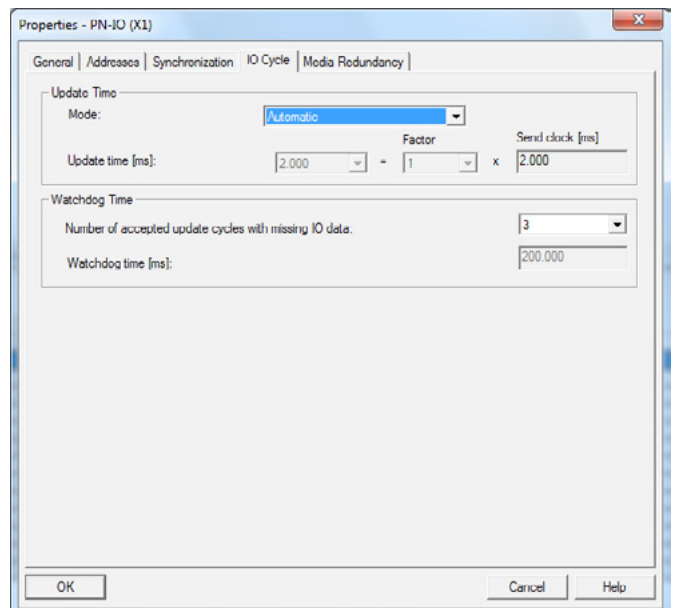 Properties - PN-IO (X1)
General Addresses Synchronization IO Cycle Media Redundancy
Update Time
Mode: Automatic
Factor Send clock [ms]
Update time [ms]: 2.000 = 1 x 2.000
Watchdog Time
Number of accepted update cycles with missing IO data: 3
Watchdog time [ms]: 200.000
OK Cancel Help